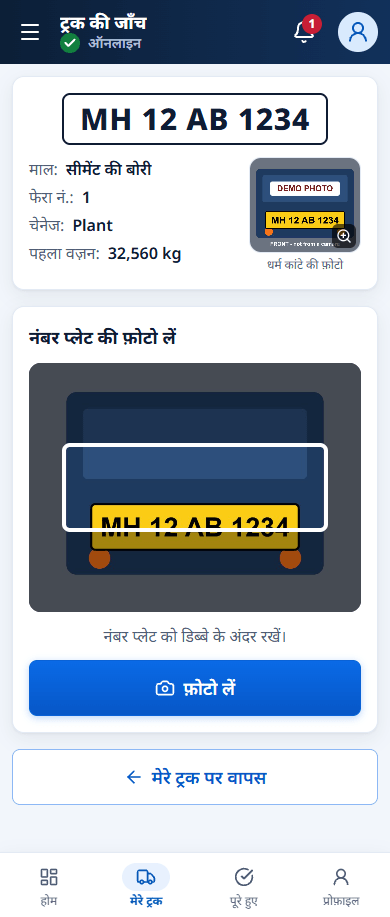 ट्रक की जाँच
ऑनलाइन
1
MH 12 AB 1234
माल: सीमेंट की बोरी
फेरा नं.: 1
चेनेज: Plant
पहला वज़न: 32,560 kg
DEMO PHOTO
MH 12 AB 1234
धर्म कांटे की फ़ोटो
नंबर प्लेट की फ़ोटो लें
MH 12 AB 1234
नंबर प्लेट को डिब्बे के अंदर रखें।
फ़ोटो लें
मेरे ट्रक पर वापस
होम
मेरे ट्रक
पूरे हुए
प्रोफ़ाइल